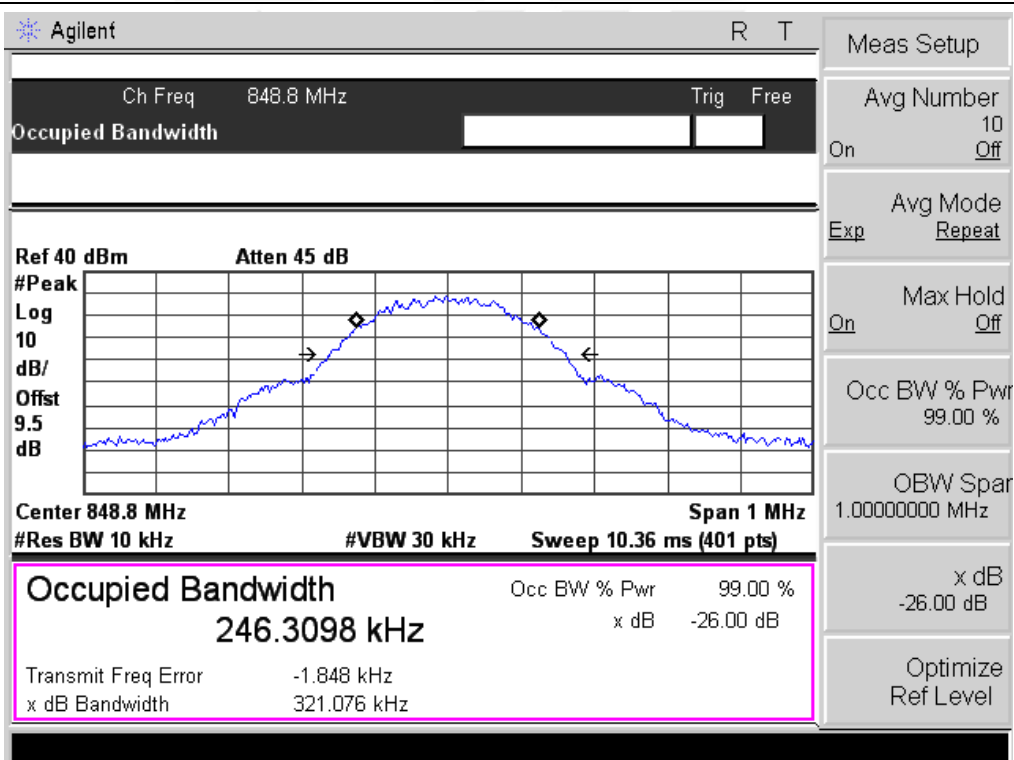 Agilent R T
Ch Freq 848.8 MHz Trig Free
Occupied Bandwidth
Ref 40 dBm Atten 45 dB
#Peak
Log
10
dB/
Offst
9.5
dB
Center 848.8 MHz Span 1 MHz
#Res BW 10 kHz #VBW 30 kHz Sweep 10.36 ms (401 pts)
Occupied Bandwidth Occ BW % Pwr 99.00 %
246.3098 kHz x dB -26.00 dB
Transmit Freq Error -1.848 kHz
x dB Bandwidth 321.076 kHz
Meas Setup
Avg Number
10
On Off
Avg Mode
Exp Repeat
Max Hold
On Off
Occ BW % Pwr
99.00 %
OBW Span
1.00000000 MHz
x dB
-26.00 dB
Optimize
Ref Level